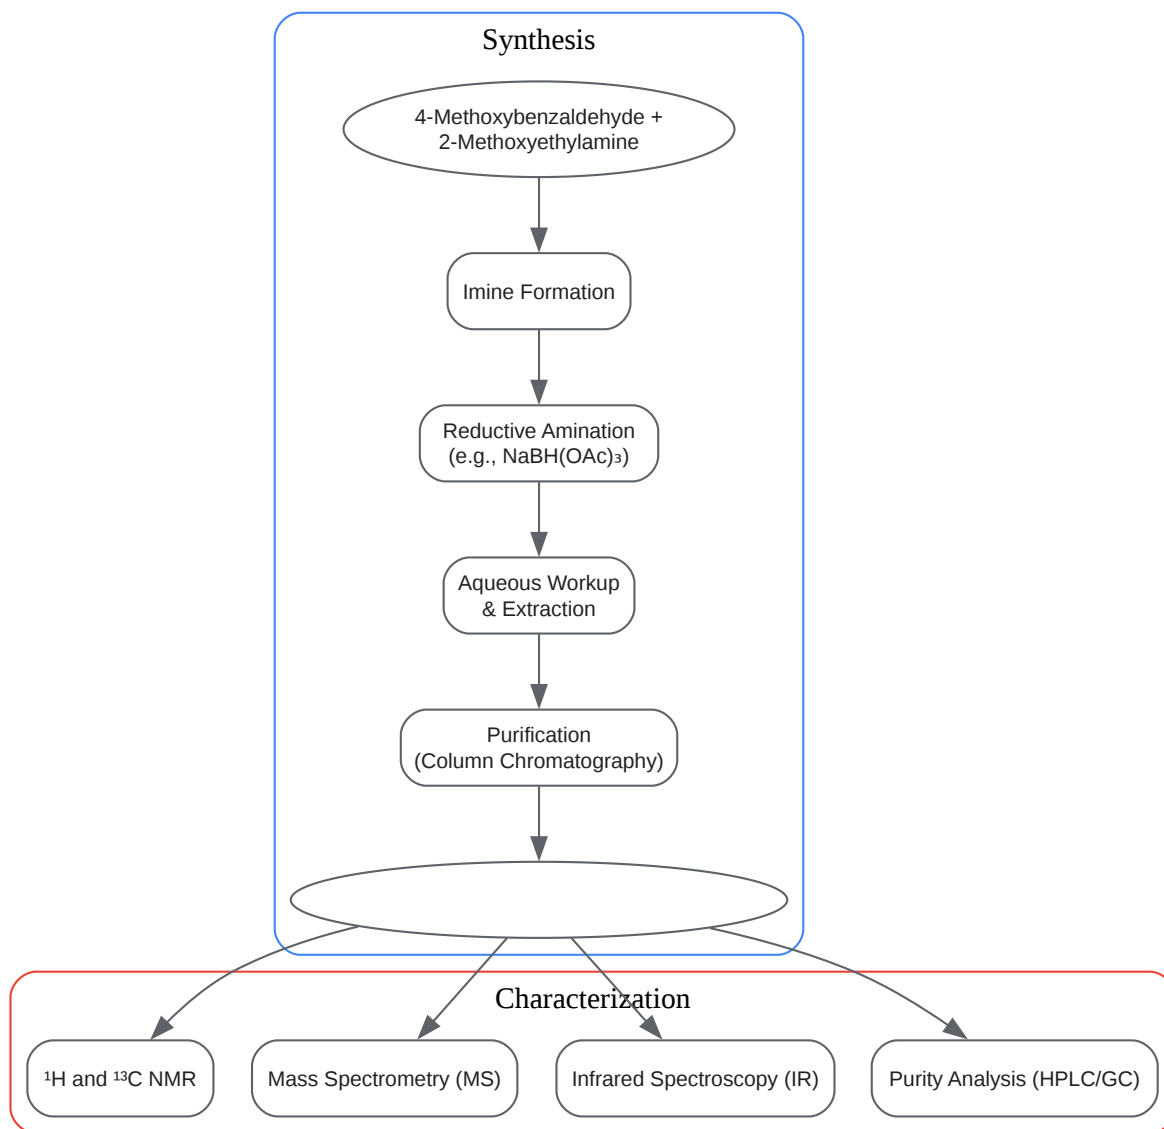 Synthesis
4-Methoxybenzaldehyde +
2-Methoxyethylamine
Imine Formation
Reductive Amination
(e.g., NaBH(OAc)₃)
Aqueous Workup
& Extraction
Purification
(Column Chromatography)
Characterization
¹H and ¹³C NMR
Mass Spectrometry (MS)
Infrared Spectroscopy (IR)
Purity Analysis (HPLC/GC)